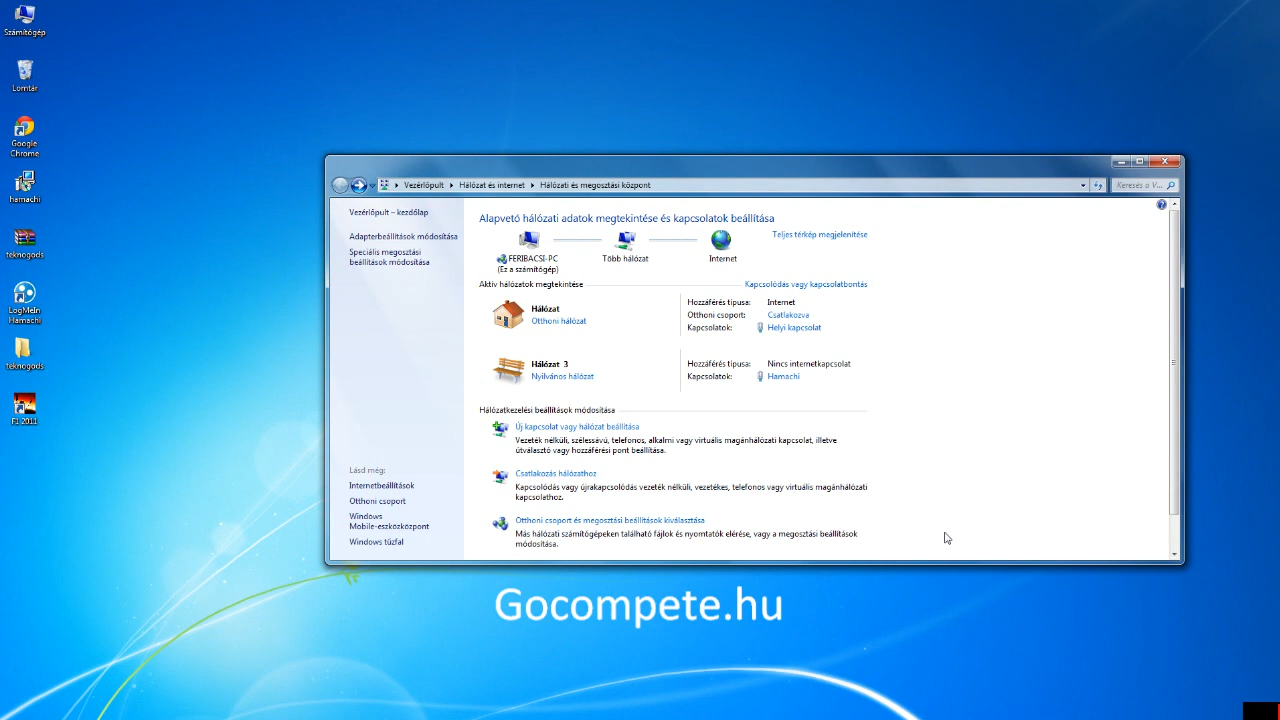 Számítógép
Lomtár
Google
Chrome
hamachi
teknogods
LogMeIn
Hamachi
teknogods
F1 2011
Vezérlőpult
Hálózat és internet
Hálózati és megosztási központ
Keresés a V...
Vezérlőpult – kezdőlap
Adapterbeállítások módosítása
Speciális megosztási
beállítások módosítása
Lásd még:
Internetbeállítások
Otthoni csoport
Windows
Mobile-eszközközpont
Windows tűzfal
Alapvető hálózati adatok megtekintése és kapcsolatok beállítása
Teljes térkép megjelenítése
FERIBACSI-PC
(Ez a számítógép)
Több hálózat
Internet
Aktív hálózatok megtekintése
Kapcsolódás vagy kapcsolatbontás
Hálózat
Otthoni hálózat
Hozzáférés típusa: Internet
Otthoni csoport: Csatlakozva
Kapcsolatok: Helyi kapcsolat
Hálózat 3
Nyilvános hálózat
Hozzáférés típusa: Nincs internetkapcsolat
Kapcsolatok: Hamachi
Hálózatkezelési beállítások módosítása
Új kapcsolat vagy hálózat beállítása
Vezeték nélküli, szélessávú, telefonos, alkalmi vagy virtuális magánhálózati kapcsolat, illetve
útválasztó vagy hozzáférési pont beállítása.
Csatlakozás hálózathoz
Kapcsolódás vagy újrakapcsolódás vezeték nélküli, vezetékes, telefonos vagy virtuális magánhálózati
kapcsolathoz.
Otthoni csoport és megosztási beállítások kiválasztása
Más hálózati számítógépeken található fájlok és nyomtatók elérése, vagy a megosztási beállítások
módosítása.
Gocompete.hu